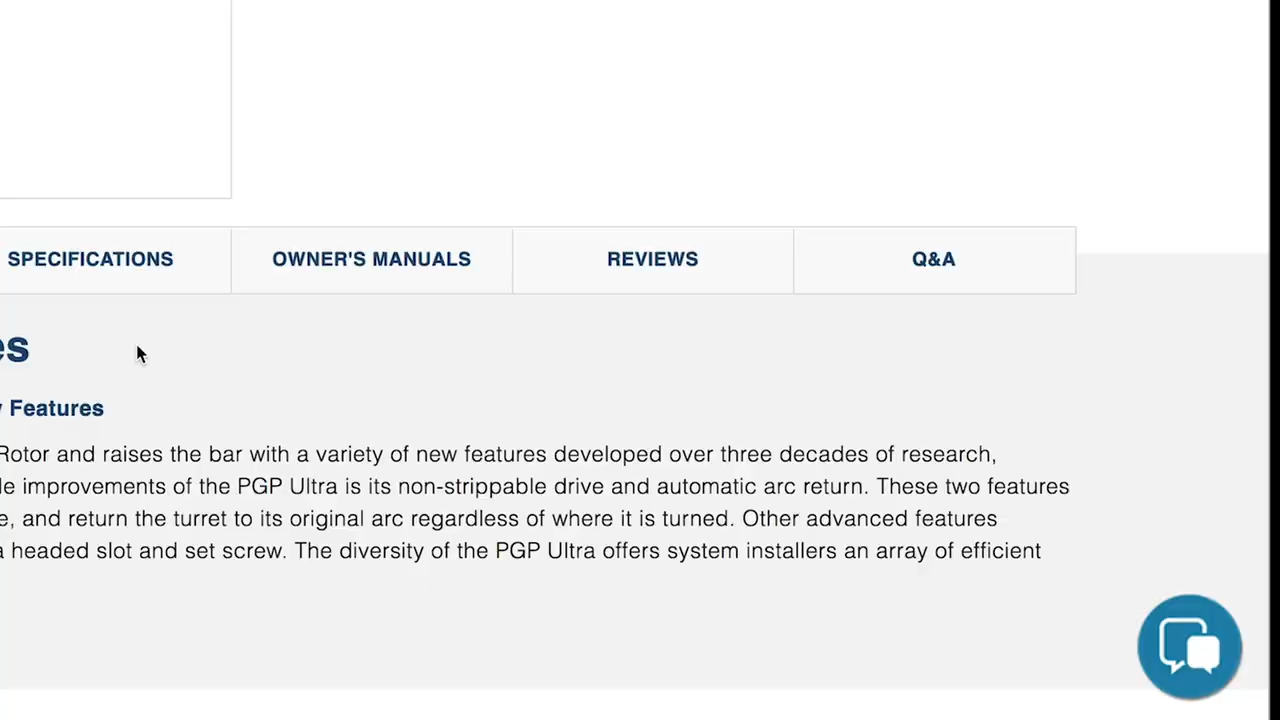 SPECIFICATIONS
OWNER'S MANUALS
REVIEWS
Q&A
Features
Rotor and raises the bar with a variety of new features developed over three decades of research,
improvements of the PGP Ultra is its non-strippable drive and automatic arc return. These two features
and return the turret to its original arc regardless of where it is turned. Other advanced features
headed slot and set screw. The diversity of the PGP Ultra offers system installers an array of efficient